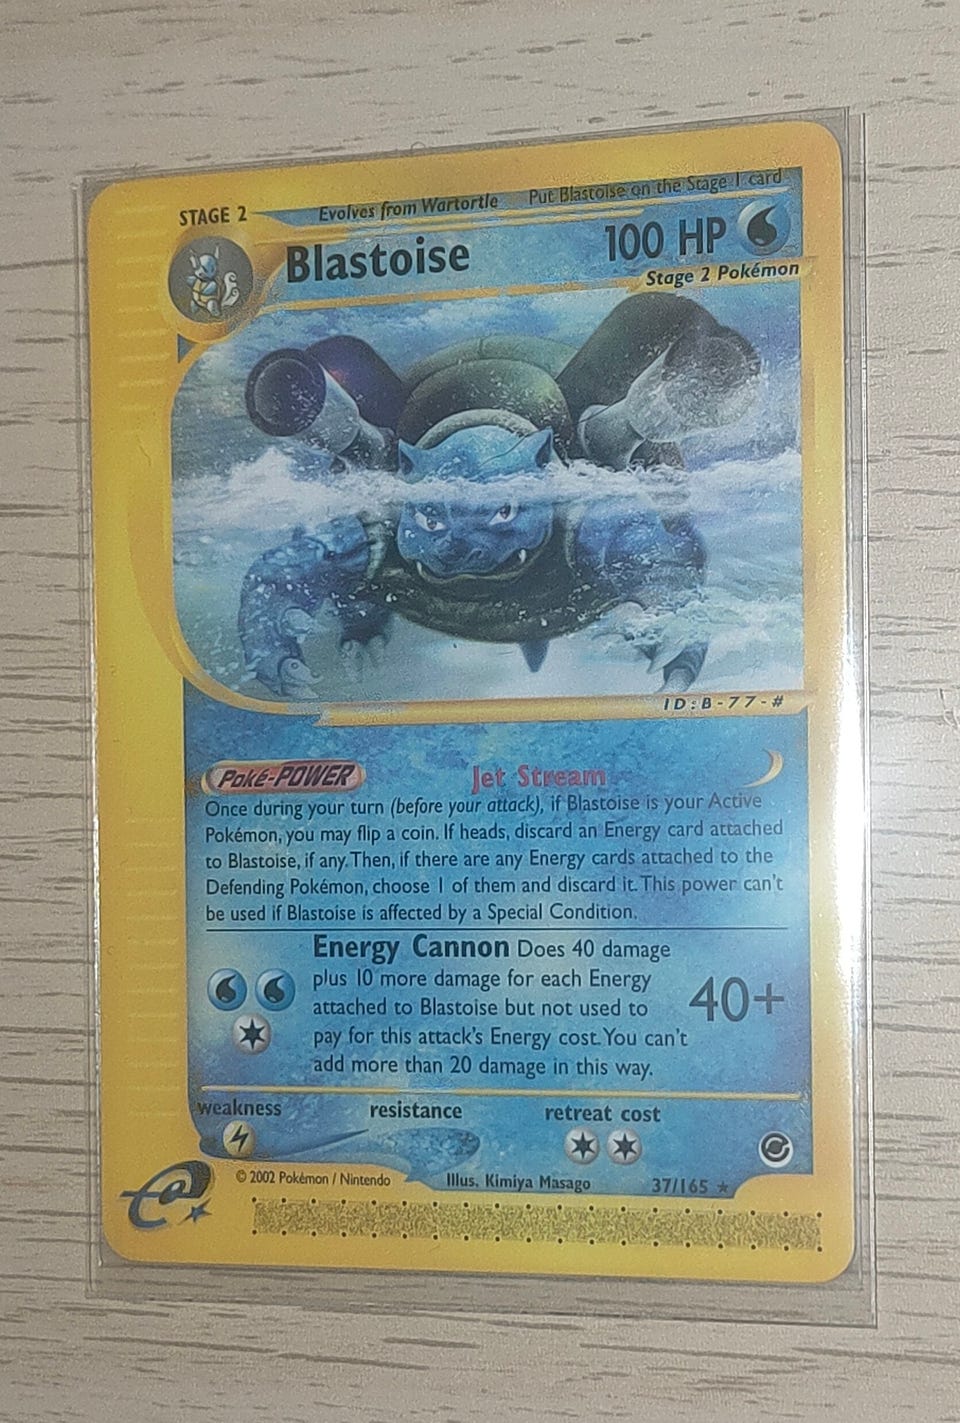 STAGE 2 Evolves from Wartortle Put Blastoise on the Stage 1 card
Blastoise 100 HP
Stage 2 Pokémon
ID:B-77-#
Poké-POWER Jet Stream
Once during your turn (before your attack), if Blastoise is your Active
Pokémon, you may flip a coin. If heads, discard an Energy card attached
to Blastoise, if any. Then, if there are any Energy cards attached to the
Defending Pokémon, choose 1 of them and discard it. This power can't
be used if Blastoise is affected by a Special Condition.
Energy Cannon Does 40 damage
plus 10 more damage for each Energy
attached to Blastoise but not used to
pay for this attack's Energy cost. You can't
add more than 20 damage in this way.
40+
weakness resistance retreat cost
© 2002 Pokémon / Nintendo Illus. Kimiya Masago 37/165 ★
e